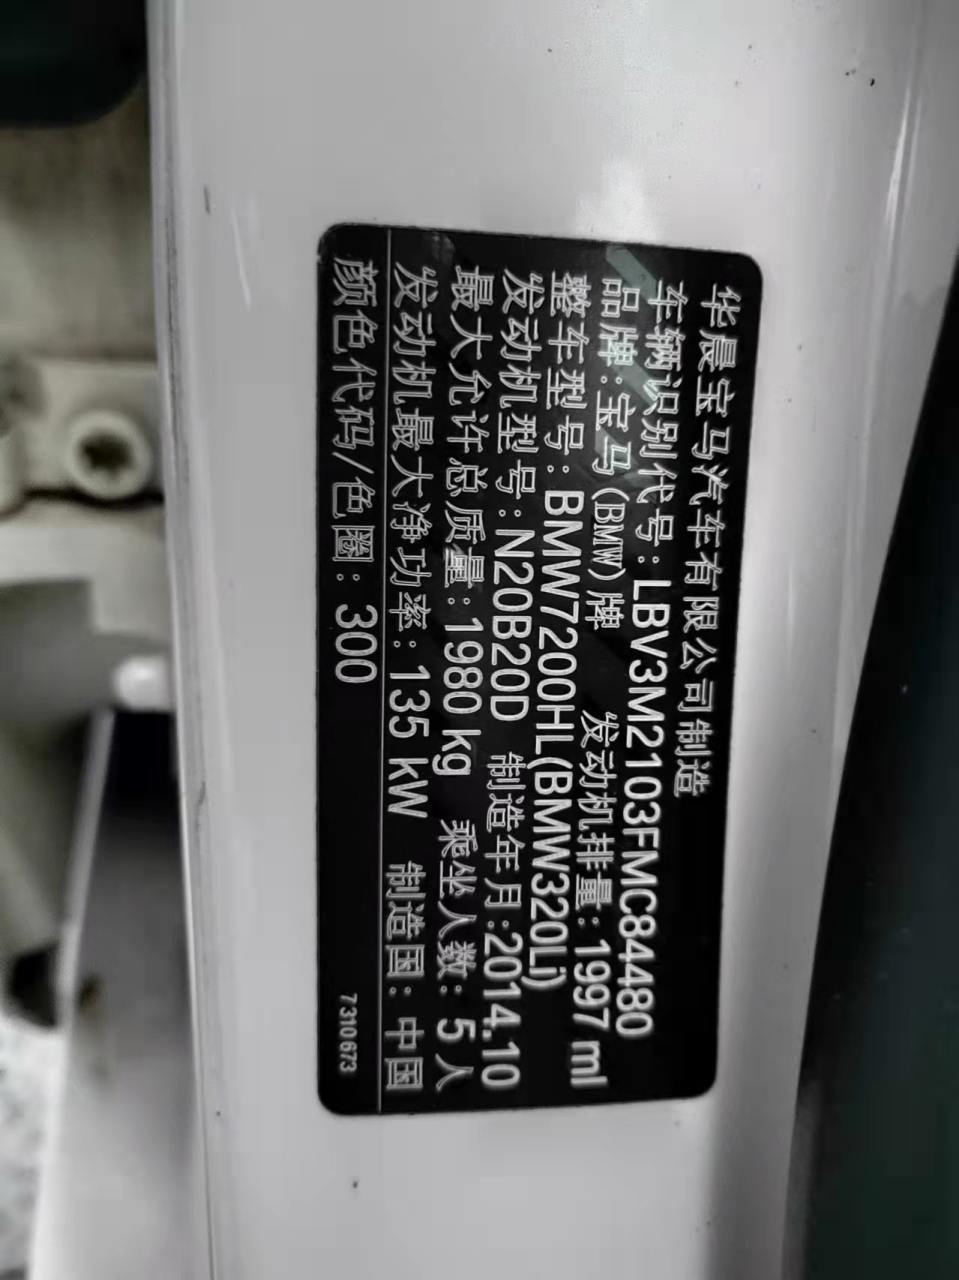 华晨宝马汽车有限公司制造
车辆识别代号:LBV3M2103FMC84480
品牌:宝马(BMW)牌 发动机排量:1997 ml
整车型号:BMW7200HL(BMW320Li)
发动机型号:N20B20D 制造年月:2014.10
最大允许总质量:1980 kg 乘坐人数:5人
发动机最大净功率:135 kW 制造国:中国
颜色代码/色圈:300
7310673